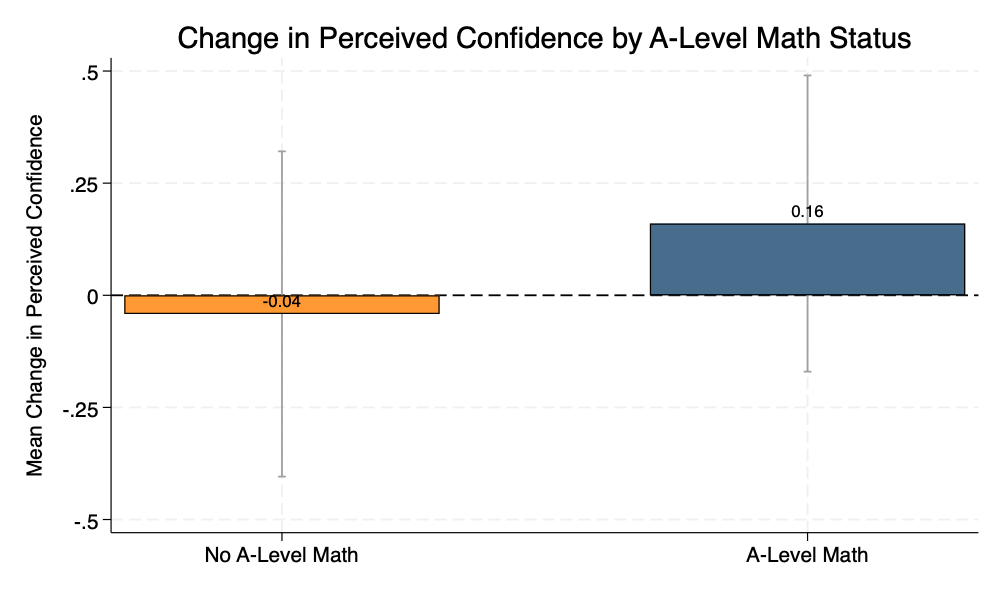 Change in Perceived Confidence by A-Level Math Status
Mean Change in Perceived Confidence
.5
.25
0
-.25
-.5
-0.04
0.16
No A-Level Math
A-Level Math